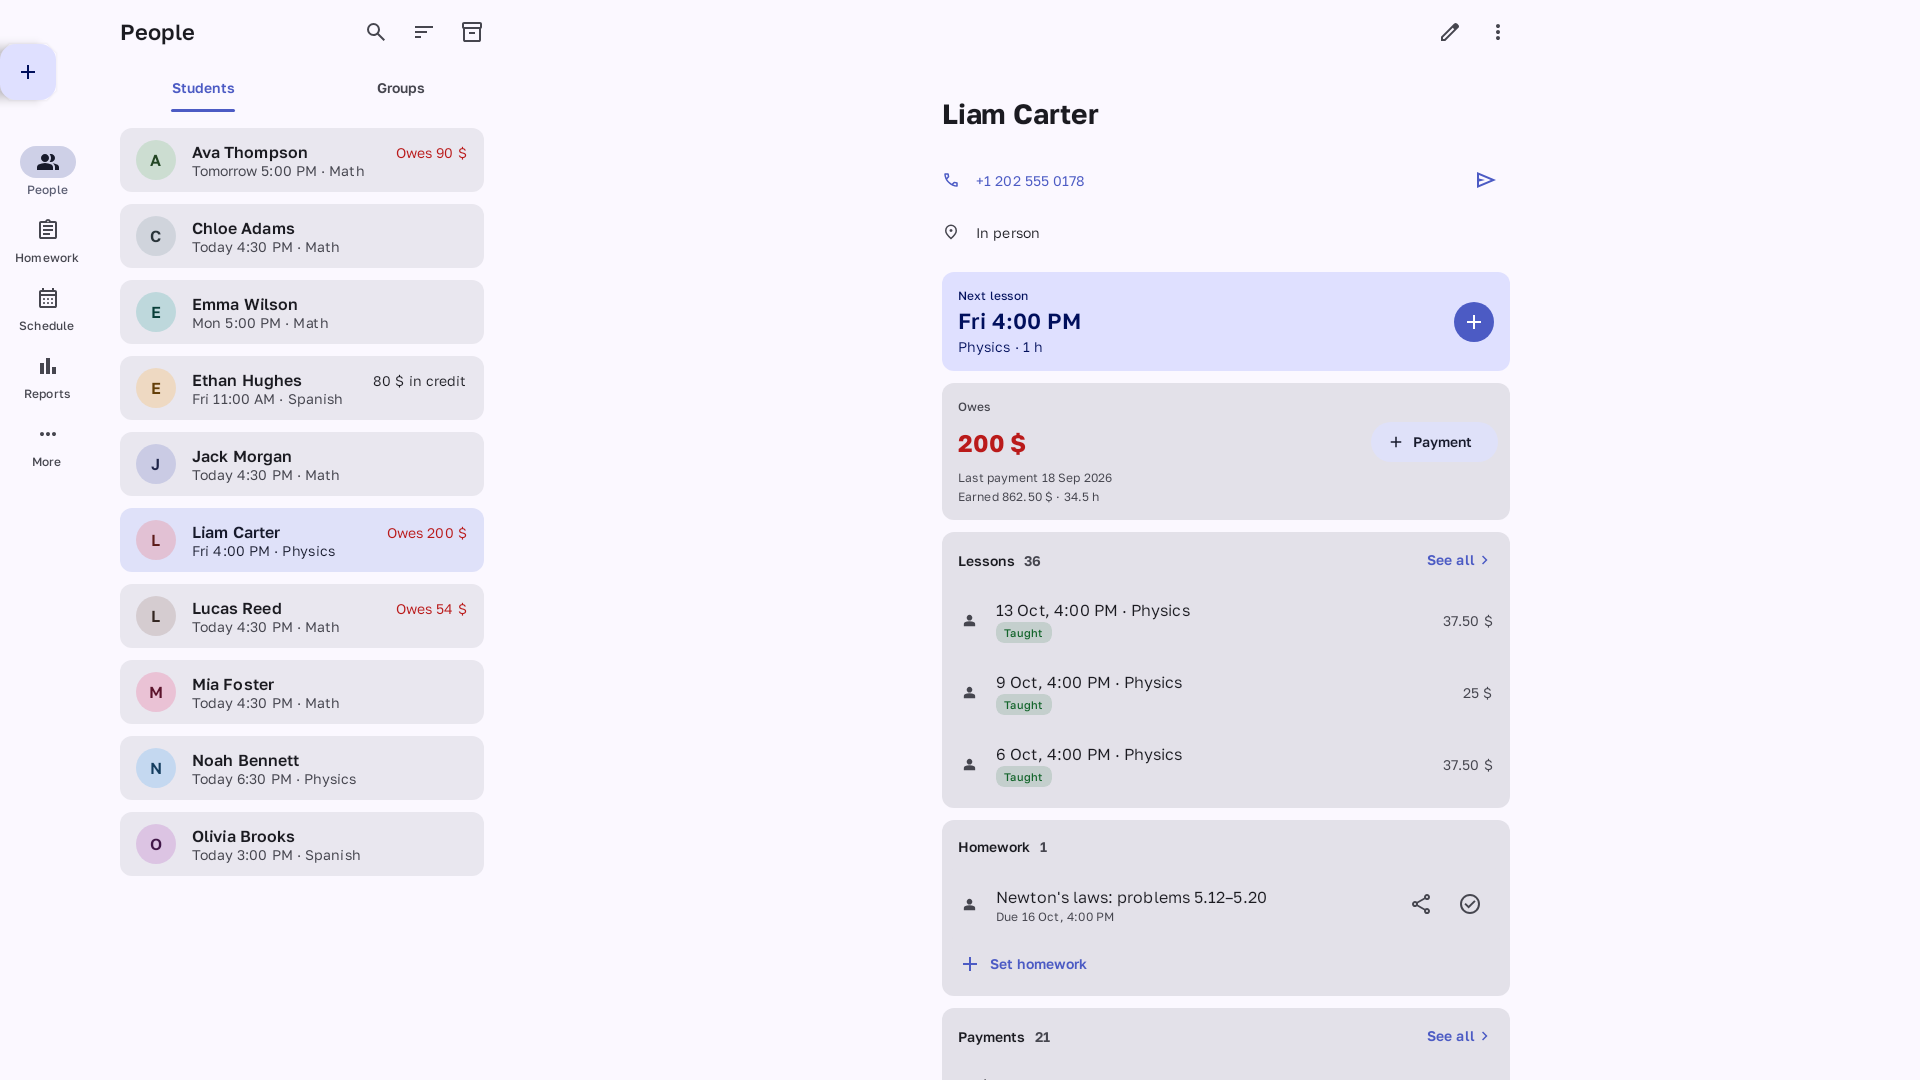 People
Students
Groups
People
Homework
Schedule
Reports
More
A
Ava Thompson
Owes 90 $
Tomorrow 5:00 PM · Math
C
Chloe Adams
Today 4:30 PM · Math
E
Emma Wilson
Mon 5:00 PM · Math
E
Ethan Hughes
80 $ in credit
Fri 11:00 AM · Spanish
J
Jack Morgan
Today 4:30 PM · Math
L
Liam Carter
Owes 200 $
Fri 4:00 PM · Physics
L
Lucas Reed
Owes 54 $
Today 4:30 PM · Math
M
Mia Foster
Today 4:30 PM · Math
N
Noah Bennett
Today 6:30 PM · Physics
O
Olivia Brooks
Today 3:00 PM · Spanish
Liam Carter
+1 202 555 0178
In person
Next lesson
Fri 4:00 PM
Physics · 1 h
Owes
200 $
Payment
Last payment 18 Sep 2026
Earned 862.50 $ · 34.5 h
Lessons 36
See all
13 Oct, 4:00 PM · Physics
Taught
37.50 $
9 Oct, 4:00 PM · Physics
Taught
25 $
6 Oct, 4:00 PM · Physics
Taught
37.50 $
Homework 1
Newton's laws: problems 5.12–5.20
Due 16 Oct, 4:00 PM
Set homework
Payments 21
See all